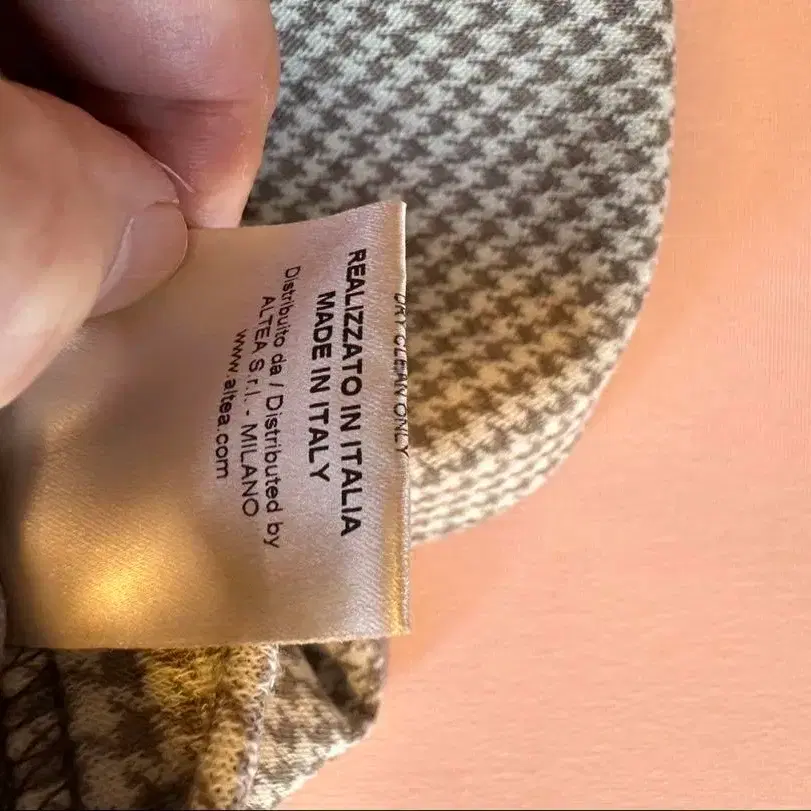 DRY CLEAN ONLY
REALIZZATO IN ITALIA
MADE IN ITALY
Distribuito da / Distributed by
ALTEA S.r.l. - MILANO
www.altea.com